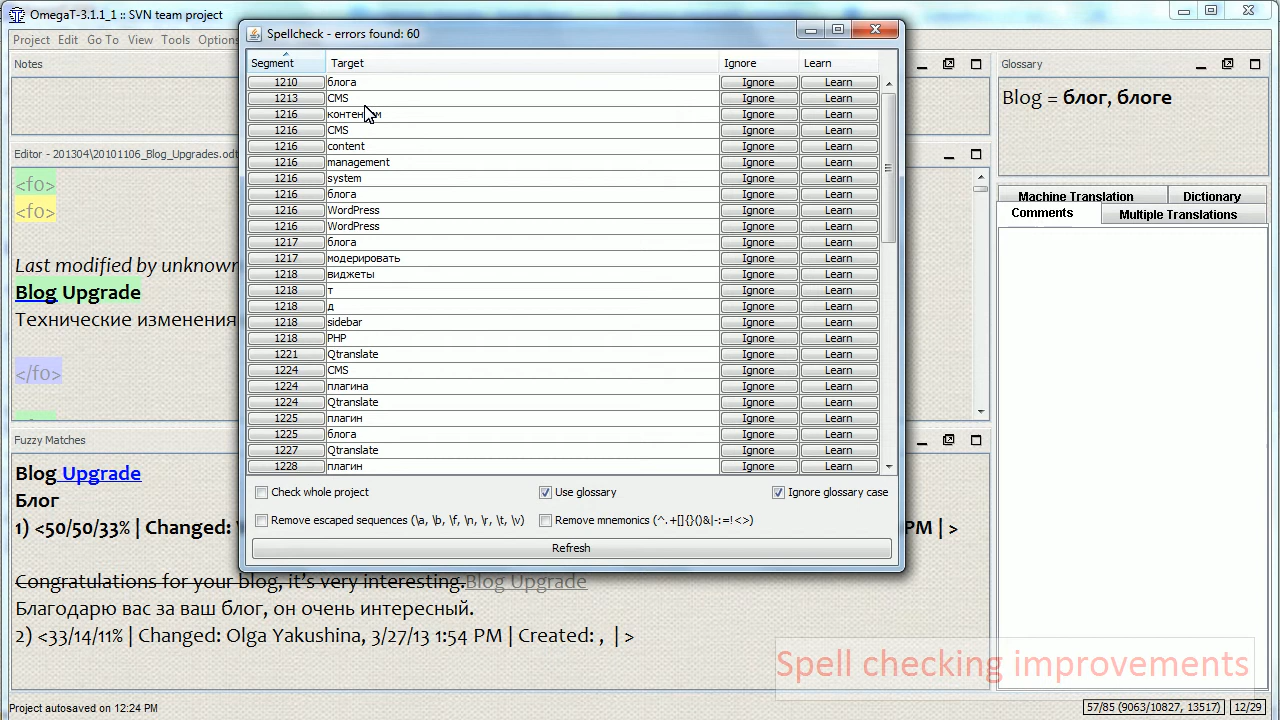 OmegaT-3.1.1_1 :: SVN team project
Project Edit Go To View Tools Options
Notes
Editor - 201304\20101106_Blog_Upgrades.odt
<fo>
<fo>
Last modified by unknown
Blog Upgrade
Технические изменения
</fo>
Fuzzy Matches
Blog Upgrade
Блог
1) <50/50/33% | Changed:
PM | >
Congratulations for your blog, it's very interesting.Blog Upgrade
Благодарю вас за ваш блог, он очень интересный.
2) <33/14/11% | Changed: Olga Yakushina, 3/27/13 1:54 PM | Created: , | >
Spellcheck - errors found: 60
Segment Target Ignore Learn
1210 блога Ignore Learn
1213 CMS Ignore Learn
1216 Ignore Learn
1216 CMS Ignore Learn
1216 content Ignore Learn
1216 management Ignore Learn
1216 system Ignore Learn
1216 блога Ignore Learn
1216 WordPress Ignore Learn
1216 WordPress Ignore Learn
1217 блога Ignore Learn
1217 модерировать Ignore Learn
1218 виджеты Ignore Learn
1218 т Ignore Learn
1218 д Ignore Learn
1218 sidebar Ignore Learn
1218 PHP Ignore Learn
1221 Qtranslate Ignore Learn
1224 CMS Ignore Learn
1224 плагина Ignore Learn
1224 Qtranslate Ignore Learn
1225 плагин Ignore Learn
1225 блога Ignore Learn
1227 Qtranslate Ignore Learn
1228 плагин Ignore Learn
Check whole project Use glossary Ignore glossary case
Remove escaped sequences (\a, \b, \f, \n, \r, \t, \v) Remove mnemonics (^.+[]{}()&|-:=!<>)
Refresh
Glossary
Blog = блог, блоге
Machine Translation Dictionary
Comments Multiple Translations
Spell checking improvements
Project autosaved on 12:24 PM
57/85 (9063/10827, 13517) 12/29